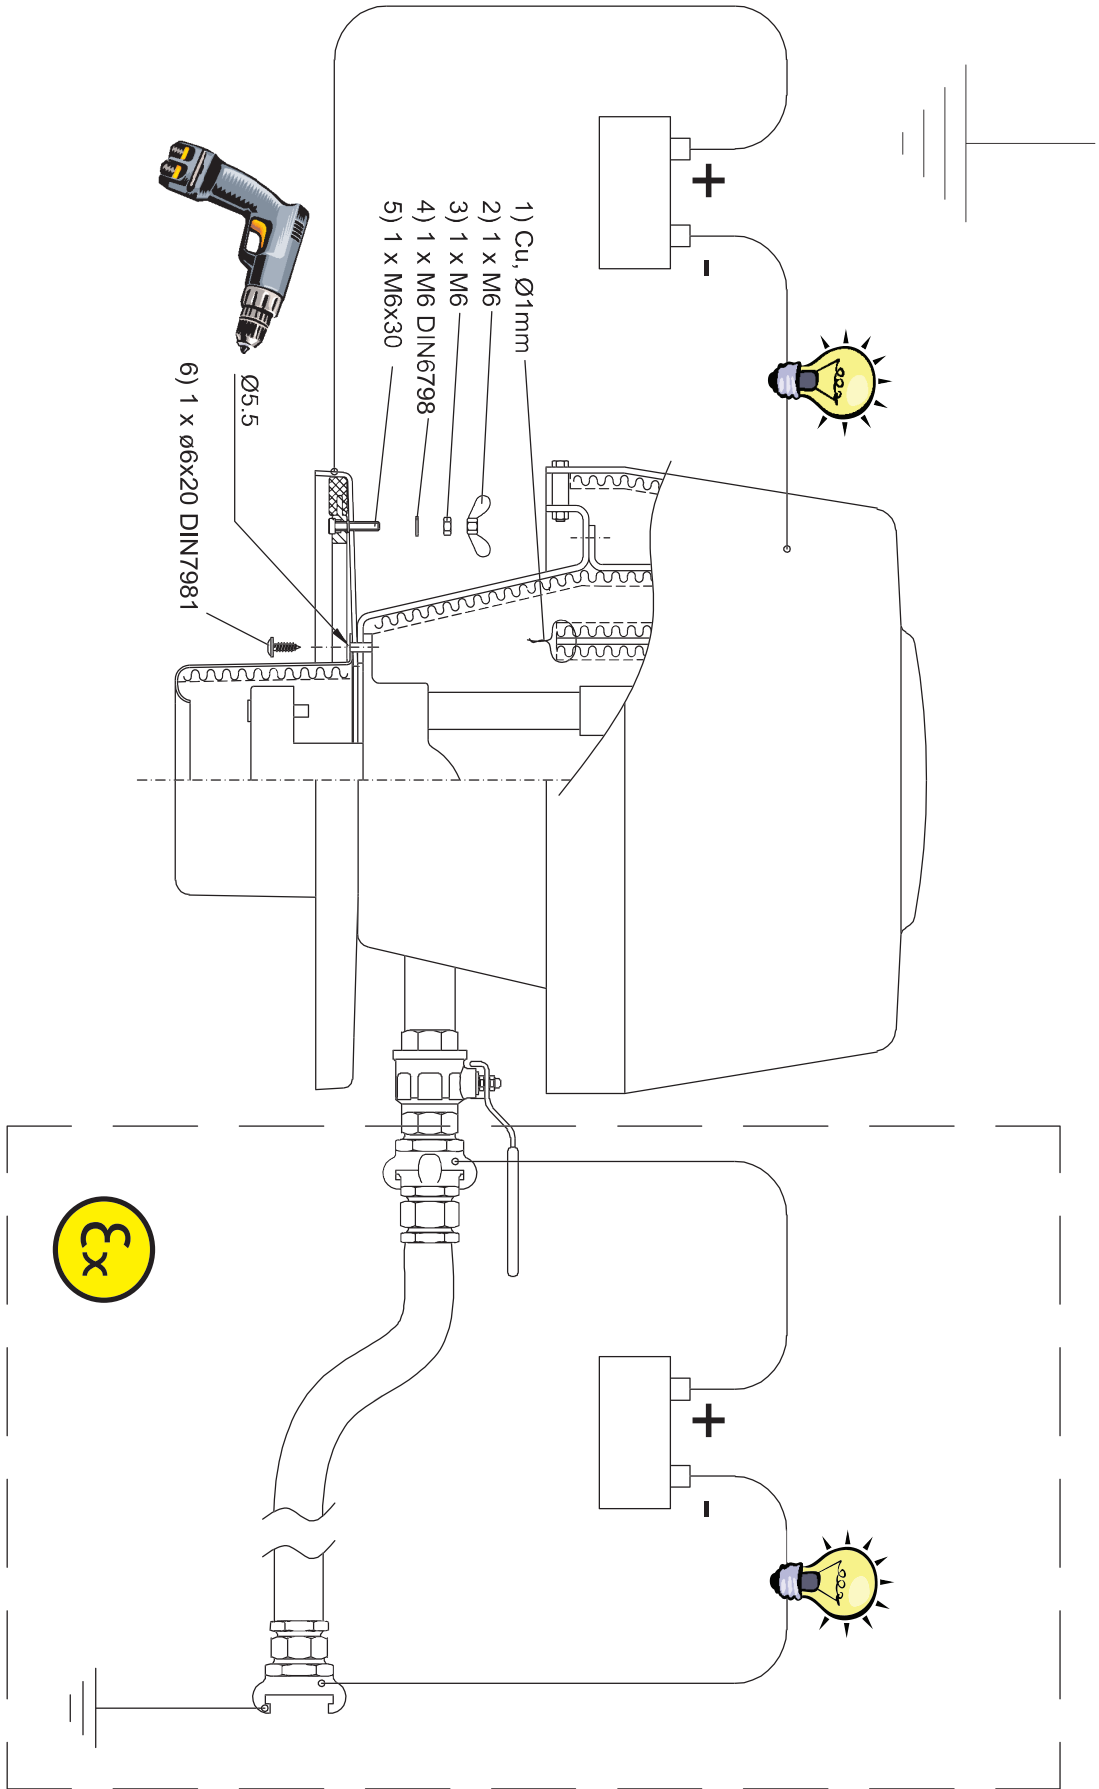 1) Cu, Ø1mm
2) 1 x M6
3) 1 x M6
4) 1 x M6 DIN6798
5) 1 x M6x30
Ø5.5
6) 1 x ø6x20 DIN7981
+
-
x3
+
-